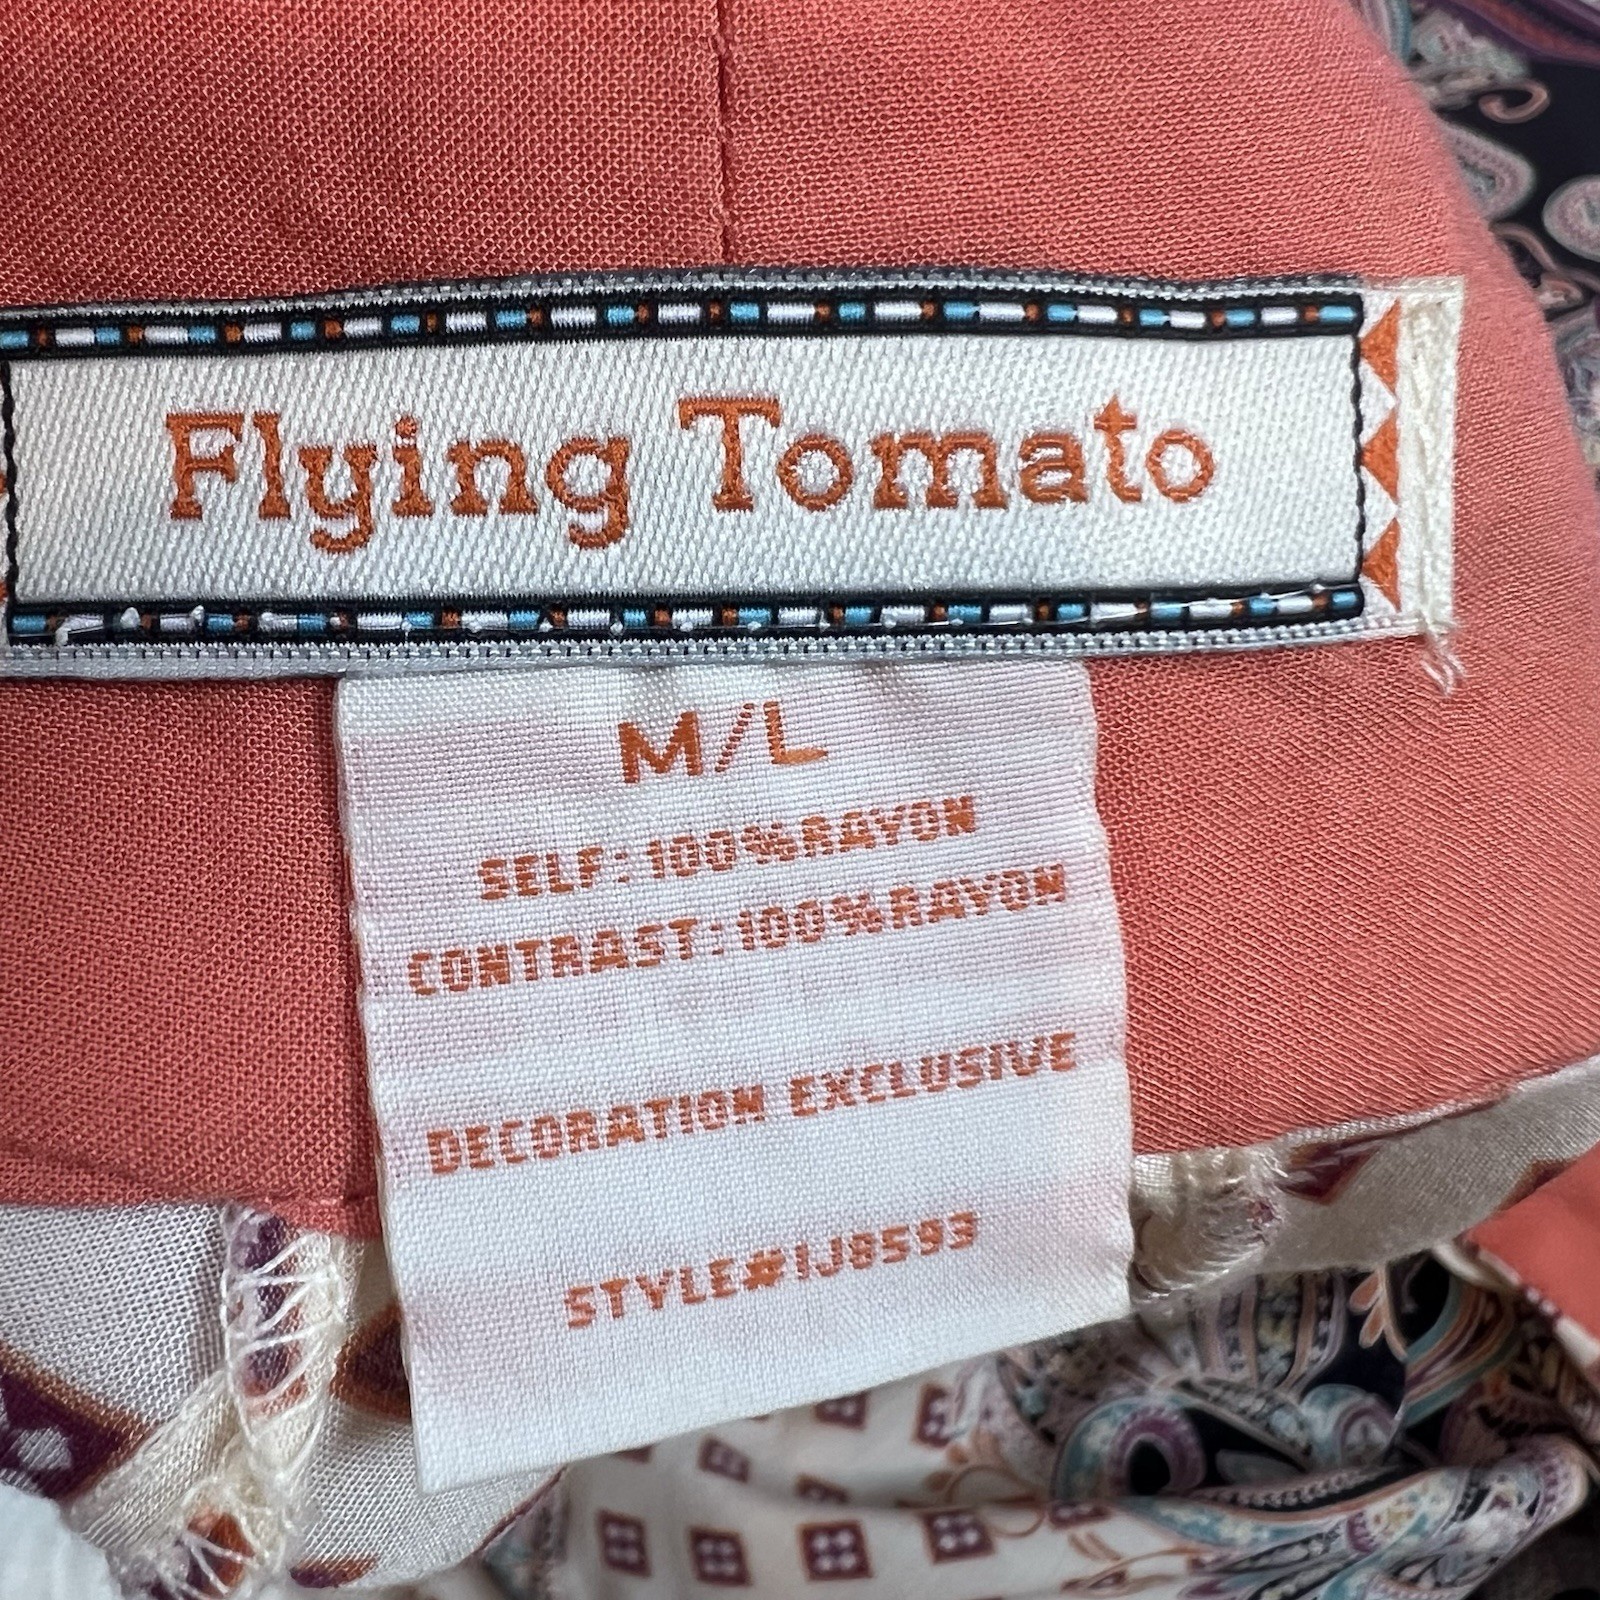 Flying Tomato
M/L
SELF:100%RAYON
CONTRAST:100%RAYON
DECORATION EXCLUSIVE
STYLE#IJ8593